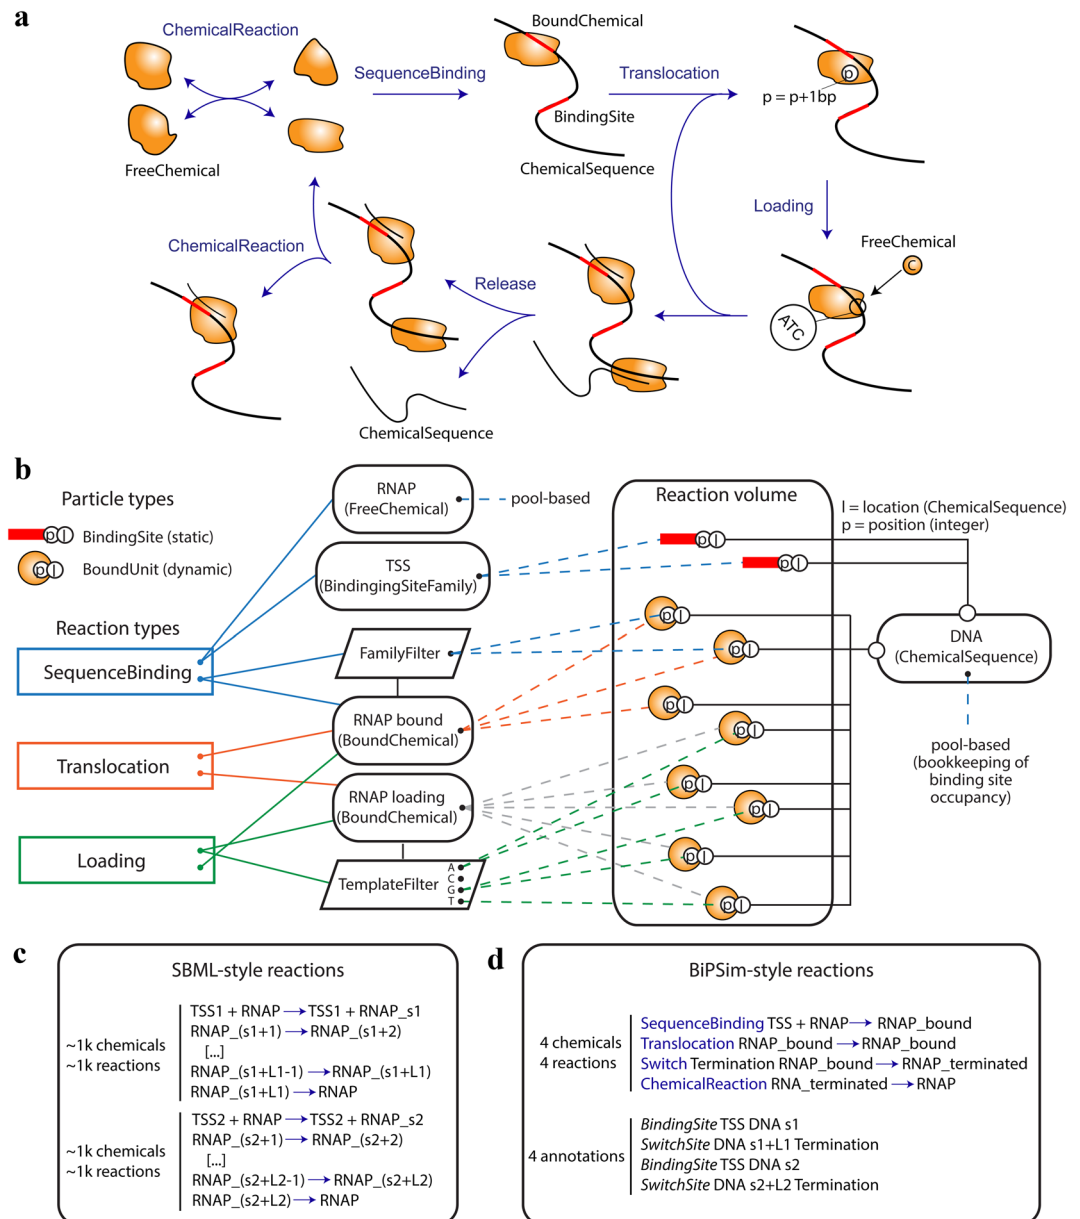 a
ChemicalReaction
FreeChemical
SequenceBinding
BoundChemical
BindingSite
ChemicalSequence
Translocation
p
p = p+1bp
Loading
FreeChemical
C
ATC
ChemicalReaction
Release
ChemicalSequence
b
Particle types
p l BindingSite (static)
p l BoundUnit (dynamic)
Reaction types
SequenceBinding
Translocation
Loading
RNAP
(FreeChemical)
pool-based
TSS
(BindingingSiteFamily)
FamilyFilter
RNAP bound
(BoundChemical)
RNAP loading
(BoundChemical)
TemplateFilter
A
C
G
T
Reaction volume
p l
p l
p l
p l
p l
p l
p l
p l
p l
p l
l = location (ChemicalSequence)
p = position (integer)
DNA
(ChemicalSequence)
pool-based
(bookkeeping of
binding site
occupancy)
c
SBML-style reactions
~1k chemicals
~1k reactions
TSS1 + RNAP → TSS1 + RNAP_s1
RNAP_(s1+1) → RNAP_(s1+2)
[...]
RNAP_(s1+L1-1) → RNAP_(s1+L1)
RNAP_(s1+L1) → RNAP
~1k chemicals
~1k reactions
TSS2 + RNAP → TSS2 + RNAP_s2
RNAP_(s2+1) → RNAP_(s2+2)
[...]
RNAP_(s2+L2-1) → RNAP_(s2+L2)
RNAP_(s2+L2) → RNAP
d
BiPSim-style reactions
4 chemicals
4 reactions
SequenceBinding TSS + RNAP → RNAP_bound
Translocation RNAP_bound → RNAP_bound
Switch Termination RNAP_bound → RNAP_terminated
ChemicalReaction RNA_terminated → RNAP
4 annotations
BindingSite TSS DNA s1
SwitchSite DNA s1+L1 Termination
BindingSite TSS DNA s2
SwitchSite DNA s2+L2 Termination